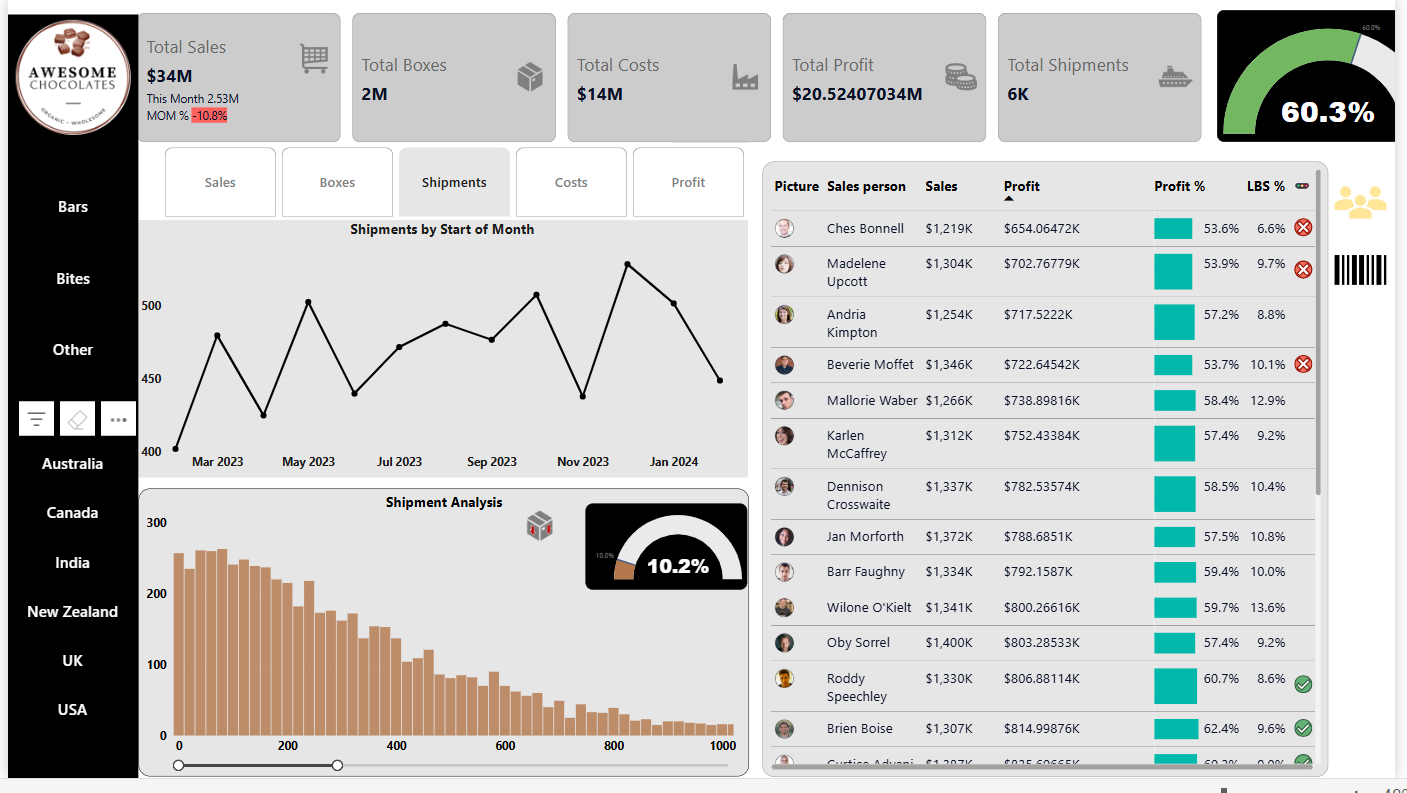 AWESOME
CHOCOLATES
ORGANIC - WHOLESOME
Bars
Bites
Other
Australia
Canada
India
New Zealand
UK
USA
Total Sales
$34M
This Month 2.53M
MOM % -10.8%
Total Boxes
2M
Total Costs
$14M
Total Profit
$20.52407034M
Total Shipments
6K
60.0%
60.3%
Sales
Boxes
Shipments
Costs
Profit
Shipments by Start of Month
500
450
400
Mar 2023 May 2023 Jul 2023 Sep 2023 Nov 2023 Jan 2024
Shipment Analysis
300
200
100
0
0 200 400 600 800 1000
10.0%
10.2%
Picture Sales person Sales Profit Profit % LBS %
Ches Bonnell $1,219K $654.06472K 53.6% 6.6%
Madelene $1,304K $702.76779K 53.9% 9.7%
Upcott
Andria $1,254K $717.5222K 57.2% 8.8%
Kimpton
Beverie Moffet $1,346K $722.64542K 53.7% 10.1%
Mallorie Waber $1,266K $738.89816K 58.4% 12.9%
Karlen $1,312K $752.43384K 57.4% 9.2%
McCaffrey
Dennison $1,337K $782.53574K 58.5% 10.4%
Crosswaite
Jan Morforth $1,372K $788.6851K 57.5% 10.8%
Barr Faughny $1,334K $792.1587K 59.4% 10.0%
Wilone O'Kielt $1,341K $800.26616K 59.7% 13.6%
Oby Sorrel $1,400K $803.28533K 57.4% 9.2%
Roddy $1,330K $806.88114K 60.7% 8.6%
Speechley
Brien Boise $1,307K $814.99876K 62.4% 9.6%